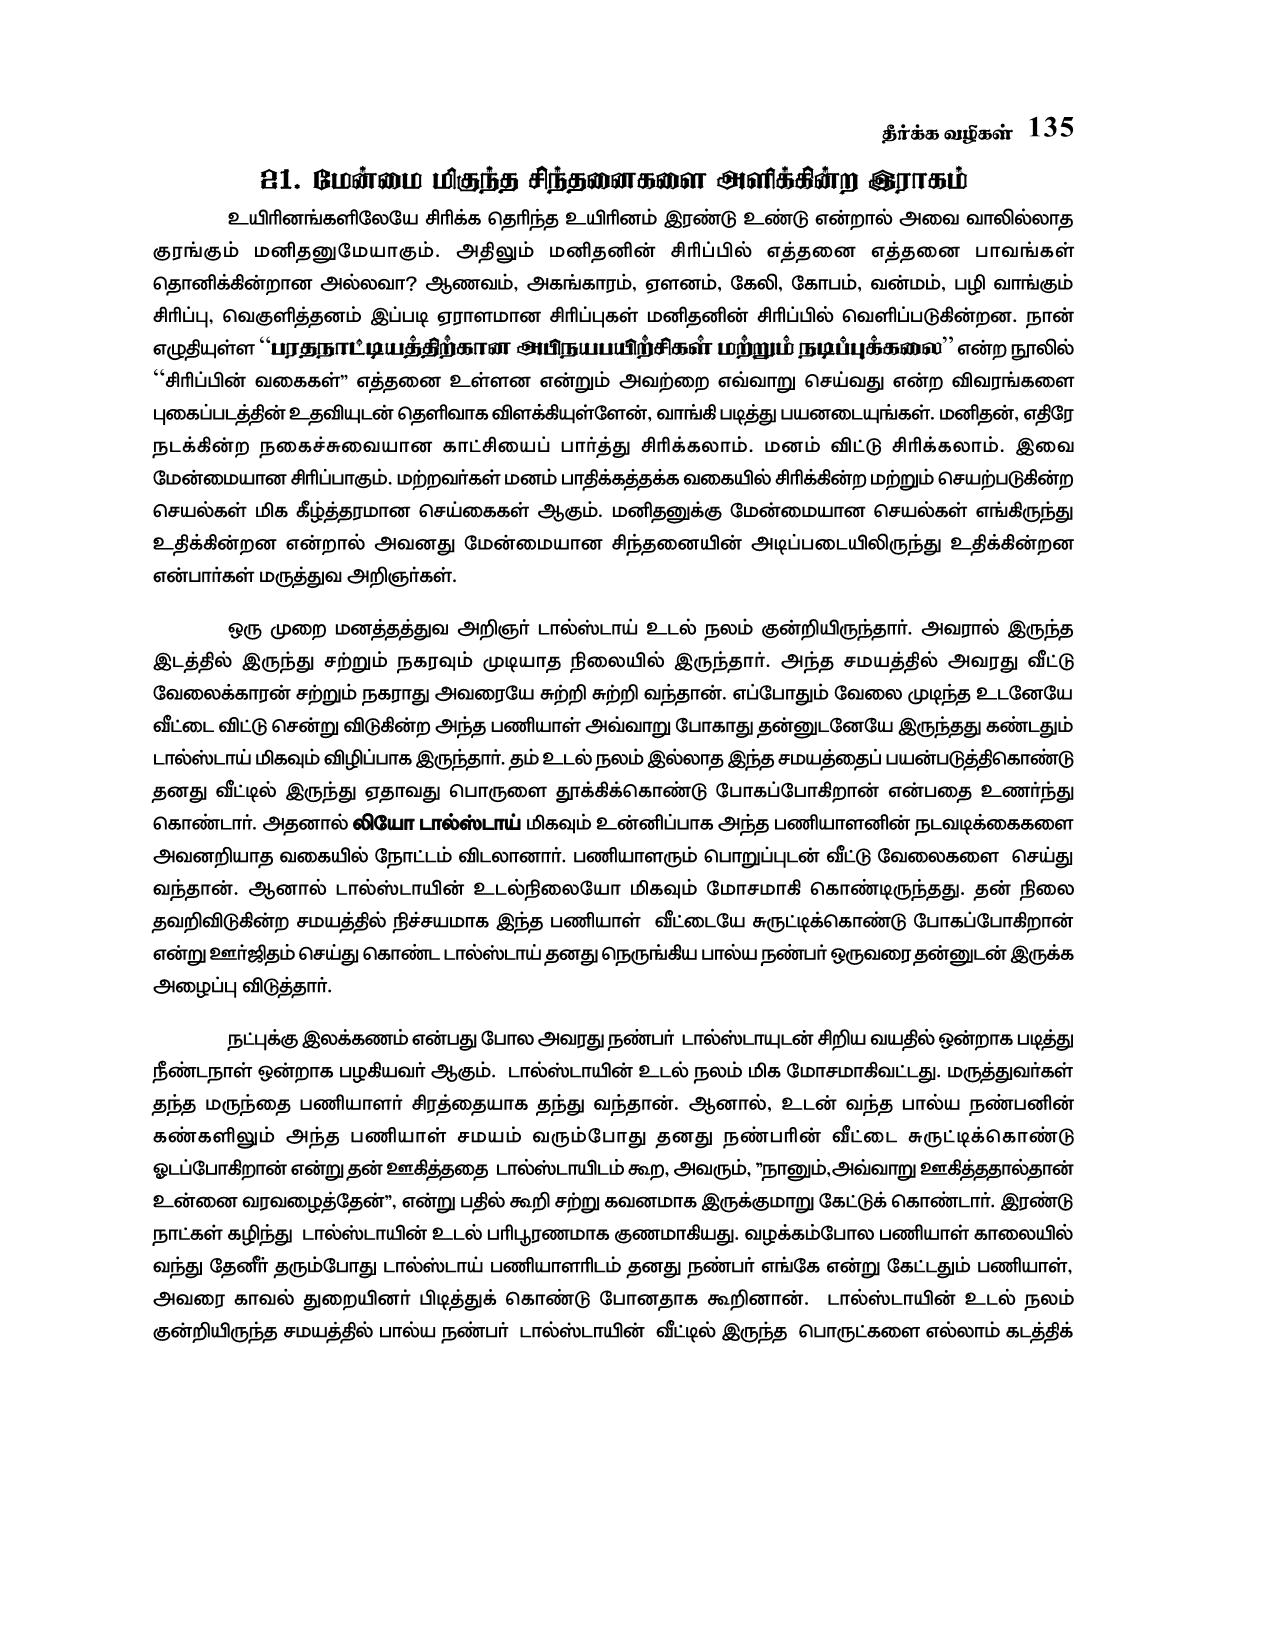 தீர்க்க வழிகள் 135
21. மேன்மை மிகுந்த சிந்தனைகளை அளிக்கின்ற இராகம்
உயிரினங்களிலேயே சிரிக்க தெரிந்த உயிரினம் இரண்டு உண்டு என்றால் அவை வாலில்லாத
குரங்கும் மனிதனுமேயாகும். அதிலும் மனிதனின் சிரிப்பில் எத்தனை எத்தனை பாவங்கள்
தொனிக்கின்றான அல்லவா? ஆணவம், அகங்காரம், ஏளனம், கேலி, கோபம், வன்மம், பழி வாங்கும்
சிரிப்பு, வெகுளித்தனம் இப்படி ஏராளமான சிரிப்புகள் மனிதனின் சிரிப்பில் வெளிப்படுகின்றன. நான்
எழுதியுள்ள “பரதநாட்டியத்திற்கான அபிநயபயிற்சிகள் மற்றும் நடிப்புக்கலை” என்ற நூலில்
“சிரிப்பின் வகைகள்” எத்தனை உள்ளன என்றும் அவற்றை எவ்வாறு செய்வது என்ற விவரங்களை
புகைப்படத்தின் உதவியுடன் தெளிவாக விளக்கியுள்ளேன், வாங்கி படித்து பயனடையுங்கள். மனிதன், எதிரே
நடக்கின்ற நகைச்சுவையான காட்சியைப் பார்த்து சிரிக்கலாம். மனம் விட்டு சிரிக்கலாம். இவை
மேன்மையான சிரிப்பாகும். மற்றவர்கள் மனம் பாதிக்கத்தக்க வகையில் சிரிக்கின்ற மற்றும் செயற்படுகின்ற
செயல்கள் மிக கீழ்த்தரமான செய்கைகள் ஆகும். மனிதனுக்கு மேன்மையான செயல்கள் எங்கிருந்து
உதிக்கின்றன என்றால் அவனது மேன்மையான சிந்தனையின் அடிப்படையிலிருந்து உதிக்கின்றன
என்பார்கள் மருத்துவ அறிஞர்கள்.
ஒரு முறை மனத்தத்துவ அறிஞர் டால்ஸ்டாய் உடல் நலம் குன்றியிருந்தார். அவரால் இருந்த
இடத்தில் இருந்து சற்றும் நகரவும் முடியாத நிலையில் இருந்தார். அந்த சமயத்தில் அவரது வீட்டு
வேலைக்காரன் சற்றும் நகராது அவரையே சுற்றி சுற்றி வந்தான். எப்போதும் வேலை முடிந்த உடனேயே
வீட்டை விட்டு சென்று விடுகின்ற அந்த பணியாள் அவ்வாறு போகாது தன்னுடனேயே இருந்தது கண்டதும்
டால்ஸ்டாய் மிகவும் விழிப்பாக இருந்தார். தம் உடல் நலம் இல்லாத இந்த சமயத்தைப் பயன்படுத்திகொண்டு
தனது வீட்டில் இருந்து ஏதாவது பொருளை தூக்கிக்கொண்டு போகப்போகிறான் என்பதை உணர்ந்து
கொண்டார். அதனால் லியோ டால்ஸ்டாய் மிகவும் உன்னிப்பாக அந்த பணியாளனின் நடவடிக்கைகளை
அவனறியாத வகையில் நோட்டம் விடலானார். பணியாளரும் பொறுப்புடன் வீட்டு வேலைகளை செய்து
வந்தான். ஆனால் டால்ஸ்டாயின் உடல்நிலையோ மிகவும் மோசமாகி கொண்டிருந்தது. தன் நிலை
தவறிவிடுகின்ற சமயத்தில் நிச்சயமாக இந்த பணியாள் வீட்டையே சுருட்டிக்கொண்டு போகப்போகிறான்
என்று ஊர்ஜிதம் செய்து கொண்ட டால்ஸ்டாய் தனது நெருங்கிய பால்ய நண்பர் ஒருவரை தன்னுடன் இருக்க
அழைப்பு விடுத்தார்.
நட்புக்கு இலக்கணம் என்பது போல அவரது நண்பர் டால்ஸ்டாயுடன் சிறிய வயதில் ஒன்றாக படித்து
நீண்டநாள் ஒன்றாக பழகியவர் ஆகும். டால்ஸ்டாயின் உடல் நலம் மிக மோசமாகிவட்டது. மருத்துவர்கள்
தந்த மருந்தை பணியாளர் சிரத்தையாக தந்து வந்தான். ஆனால், உடன் வந்த பால்ய நண்பனின்
கண்களிலும் அந்த பணியாள் சமயம் வரும்போது தனது நண்பரின் வீட்டை சுருட்டிக்கொண்டு
ஓடப்போகிறான் என்று தன் ஊகித்ததை டால்ஸ்டாயிடம் கூற, அவரும், ”நானும்,அவ்வாறு ஊகித்ததால்தான்
உன்னை வரவழைத்தேன்”, என்று பதில் கூறி சற்று கவனமாக இருக்குமாறு கேட்டுக் கொண்டார். இரண்டு
நாட்கள் கழிந்து டால்ஸ்டாயின் உடல் பரிபூரணமாக குணமாகியது. வழக்கம்போல பணியாள் காலையில்
வந்து தேனீர் தரும்போது டால்ஸ்டாய் பணியாளரிடம் தனது நண்பர் எங்கே என்று கேட்டதும் பணியாள்,
அவரை காவல் துறையினர் பிடித்துக் கொண்டு போனதாக கூறினான். டால்ஸ்டாயின் உடல் நலம்
குன்றியிருந்த சமயத்தில் பால்ய நண்பர் டால்ஸ்டாயின் வீட்டில் இருந்த பொருட்களை எல்லாம் கடத்திக்